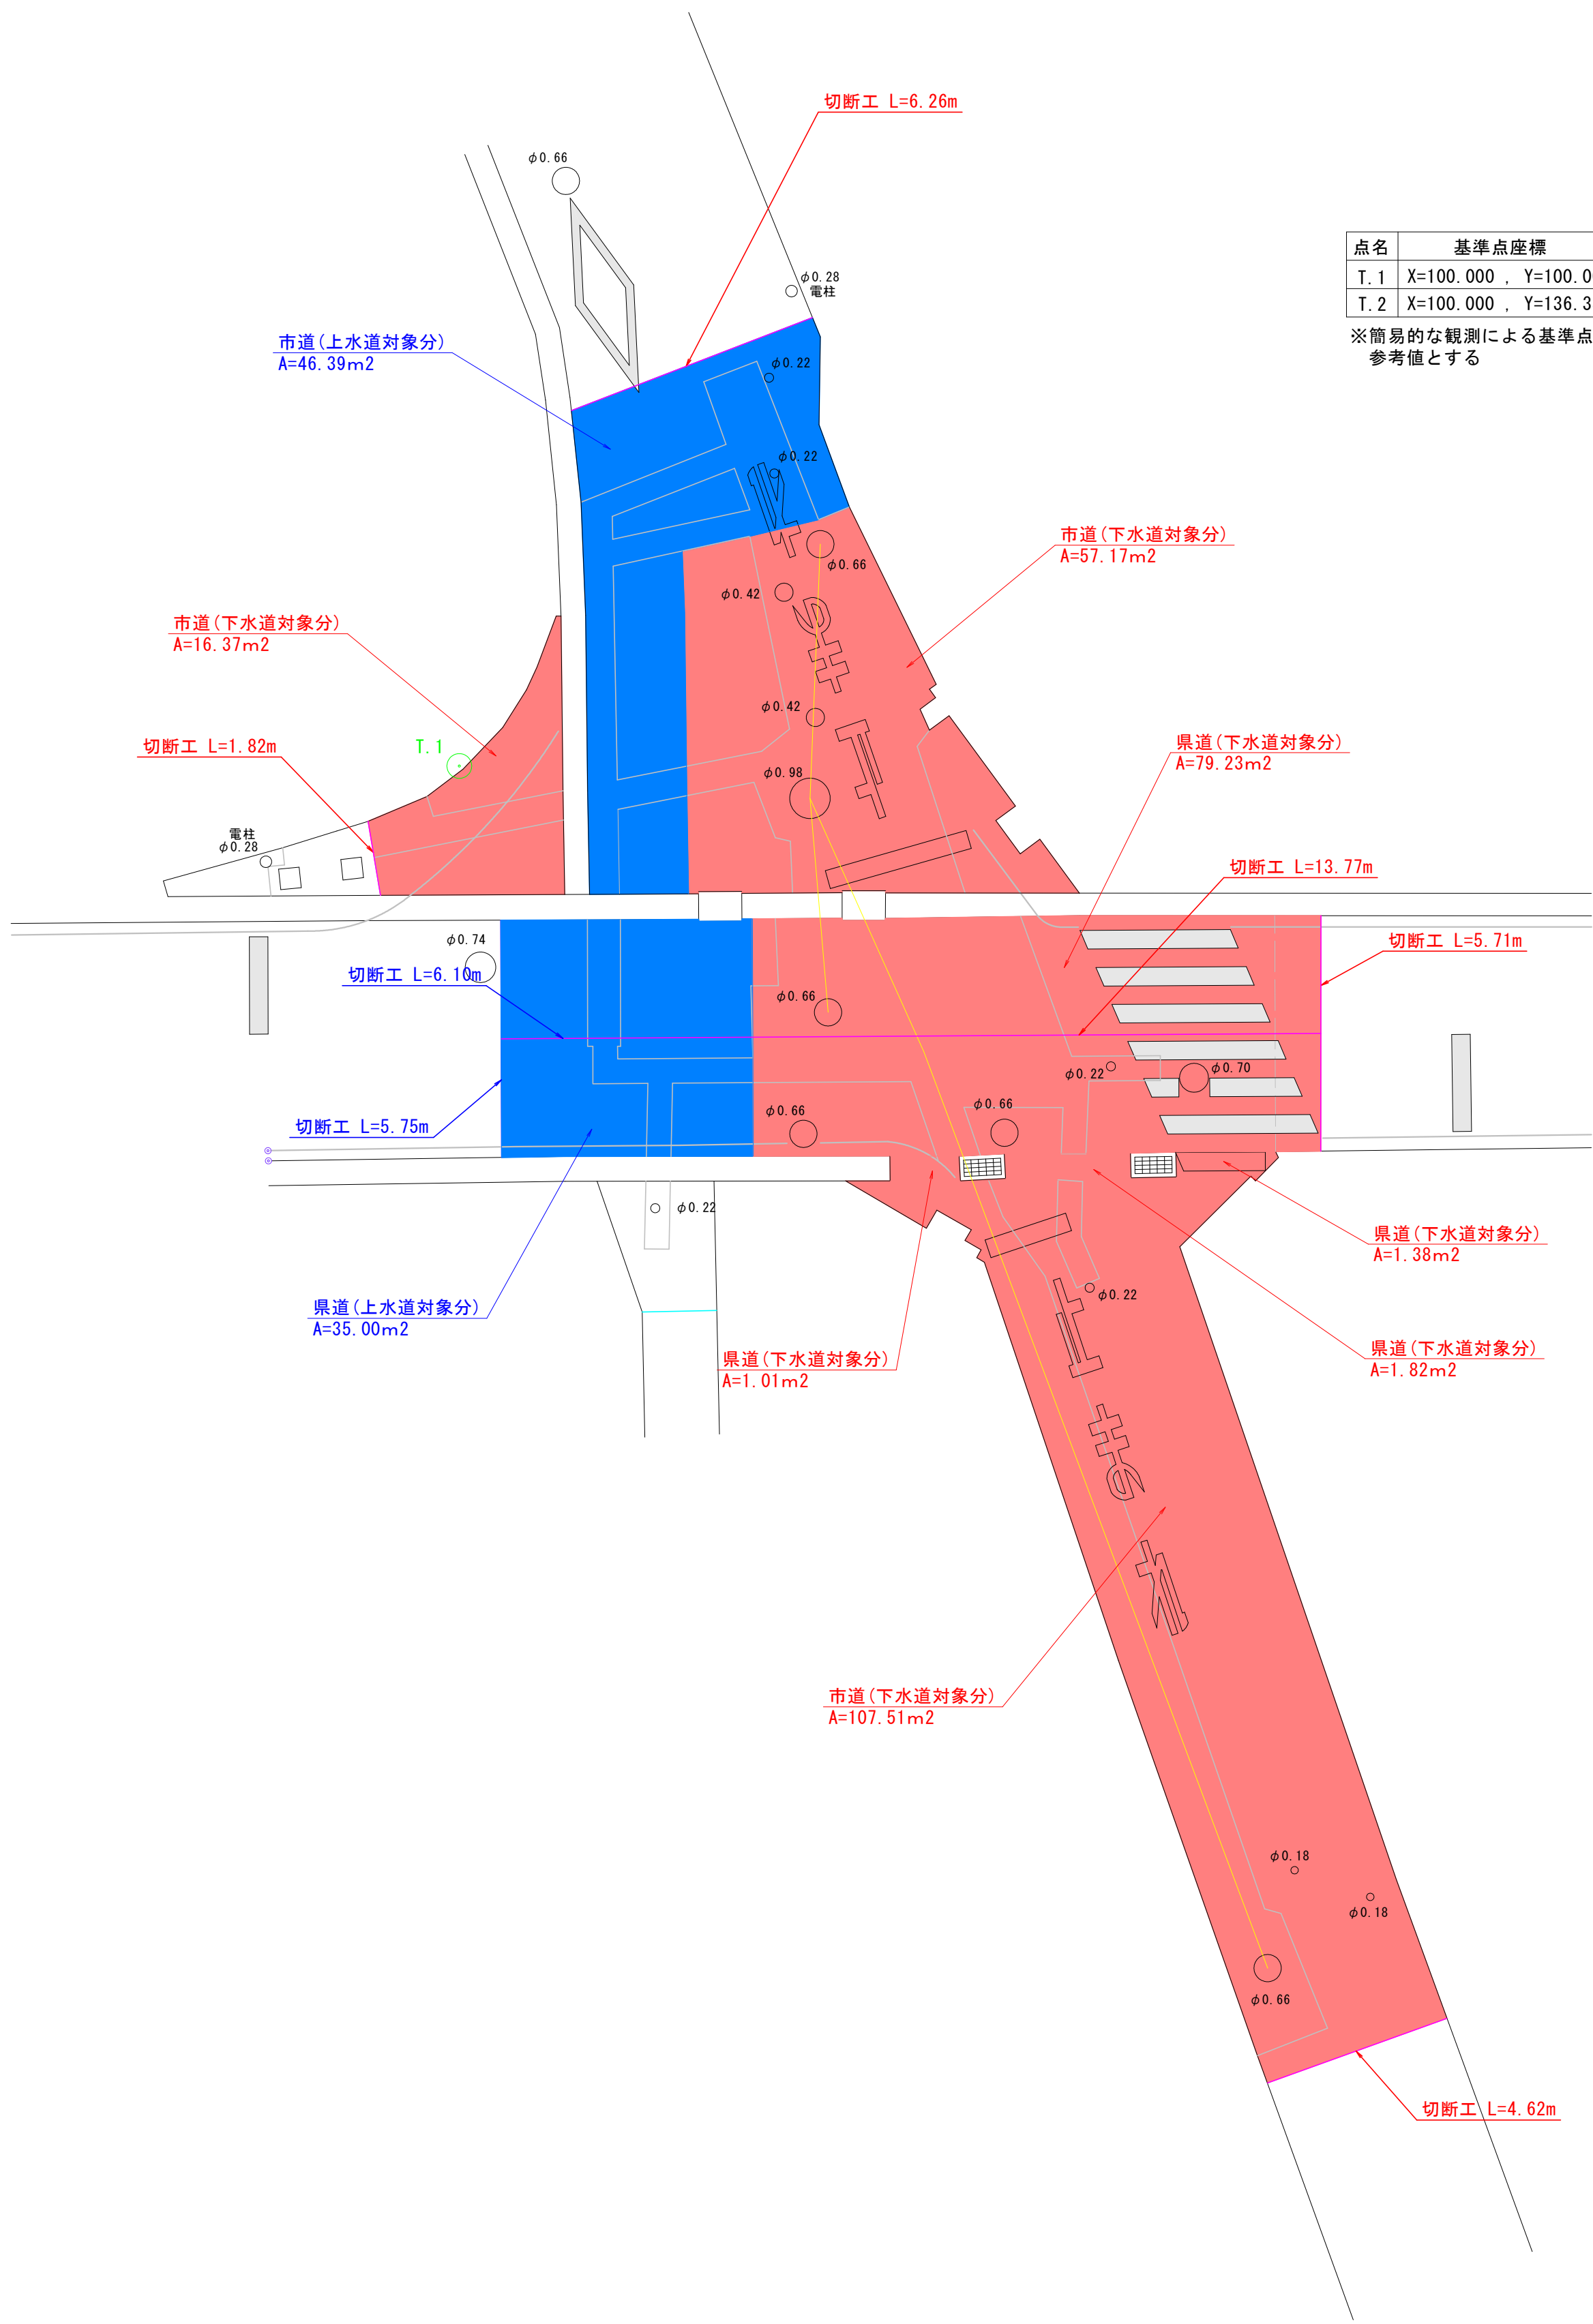 切断工 L=6.26m
φ0.66
点名 基準点座標
T.1 X=100.000 , Y=100.0
T.2 X=100.000 , Y=136.3
※簡易的な観測による基準点
参考値とする
φ0.28
電柱
市道(上水道対象分)
A=46.39m2
φ0.22
φ0.22
市道(下水道対象分)
A=57.17m2
φ0.66
φ0.42
市道(下水道対象分)
A=16.37m2
φ0.42
切断工 L=1.82m
T.1
県道(下水道対象分)
A=79.23m2
φ0.98
電柱
φ0.28
切断工 L=13.77m
φ0.74
切断工 L=5.71m
切断工 L=6.10m
φ0.66
φ0.22
φ0.70
切断工 L=5.75m
φ0.66
φ0.66
φ0.22
県道(下水道対象分)
A=1.38m2
φ0.22
県道(上水道対象分)
A=35.00m2
県道(下水道対象分)
A=1.01m2
県道(下水道対象分)
A=1.82m2
止まれ
市道(下水道対象分)
A=107.51m2
φ0.18
φ0.18
φ0.66
切断工 L=4.62m
止まれ